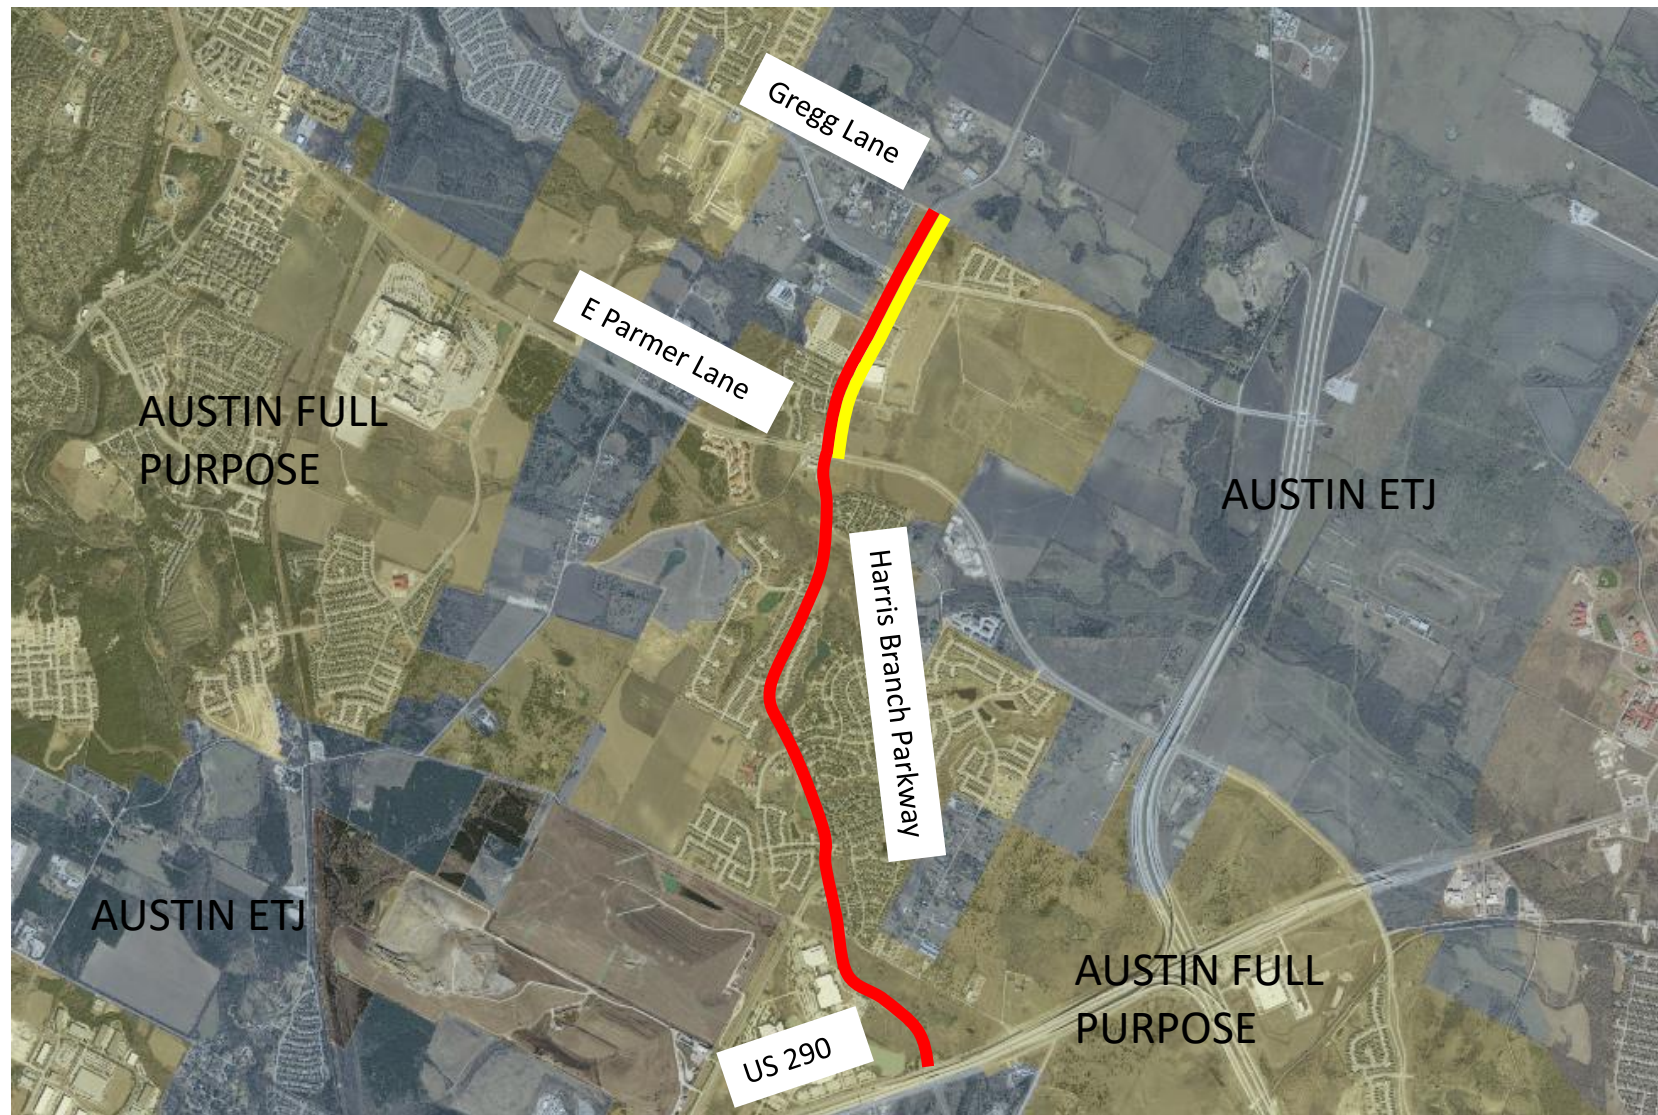 Gregg Lane
E Parmer Lane
AUSTIN FULL
PURPOSE
AUSTIN ETJ
Harris Branch Parkway
AUSTIN ETJ
AUSTIN FULL
PURPOSE
US 290